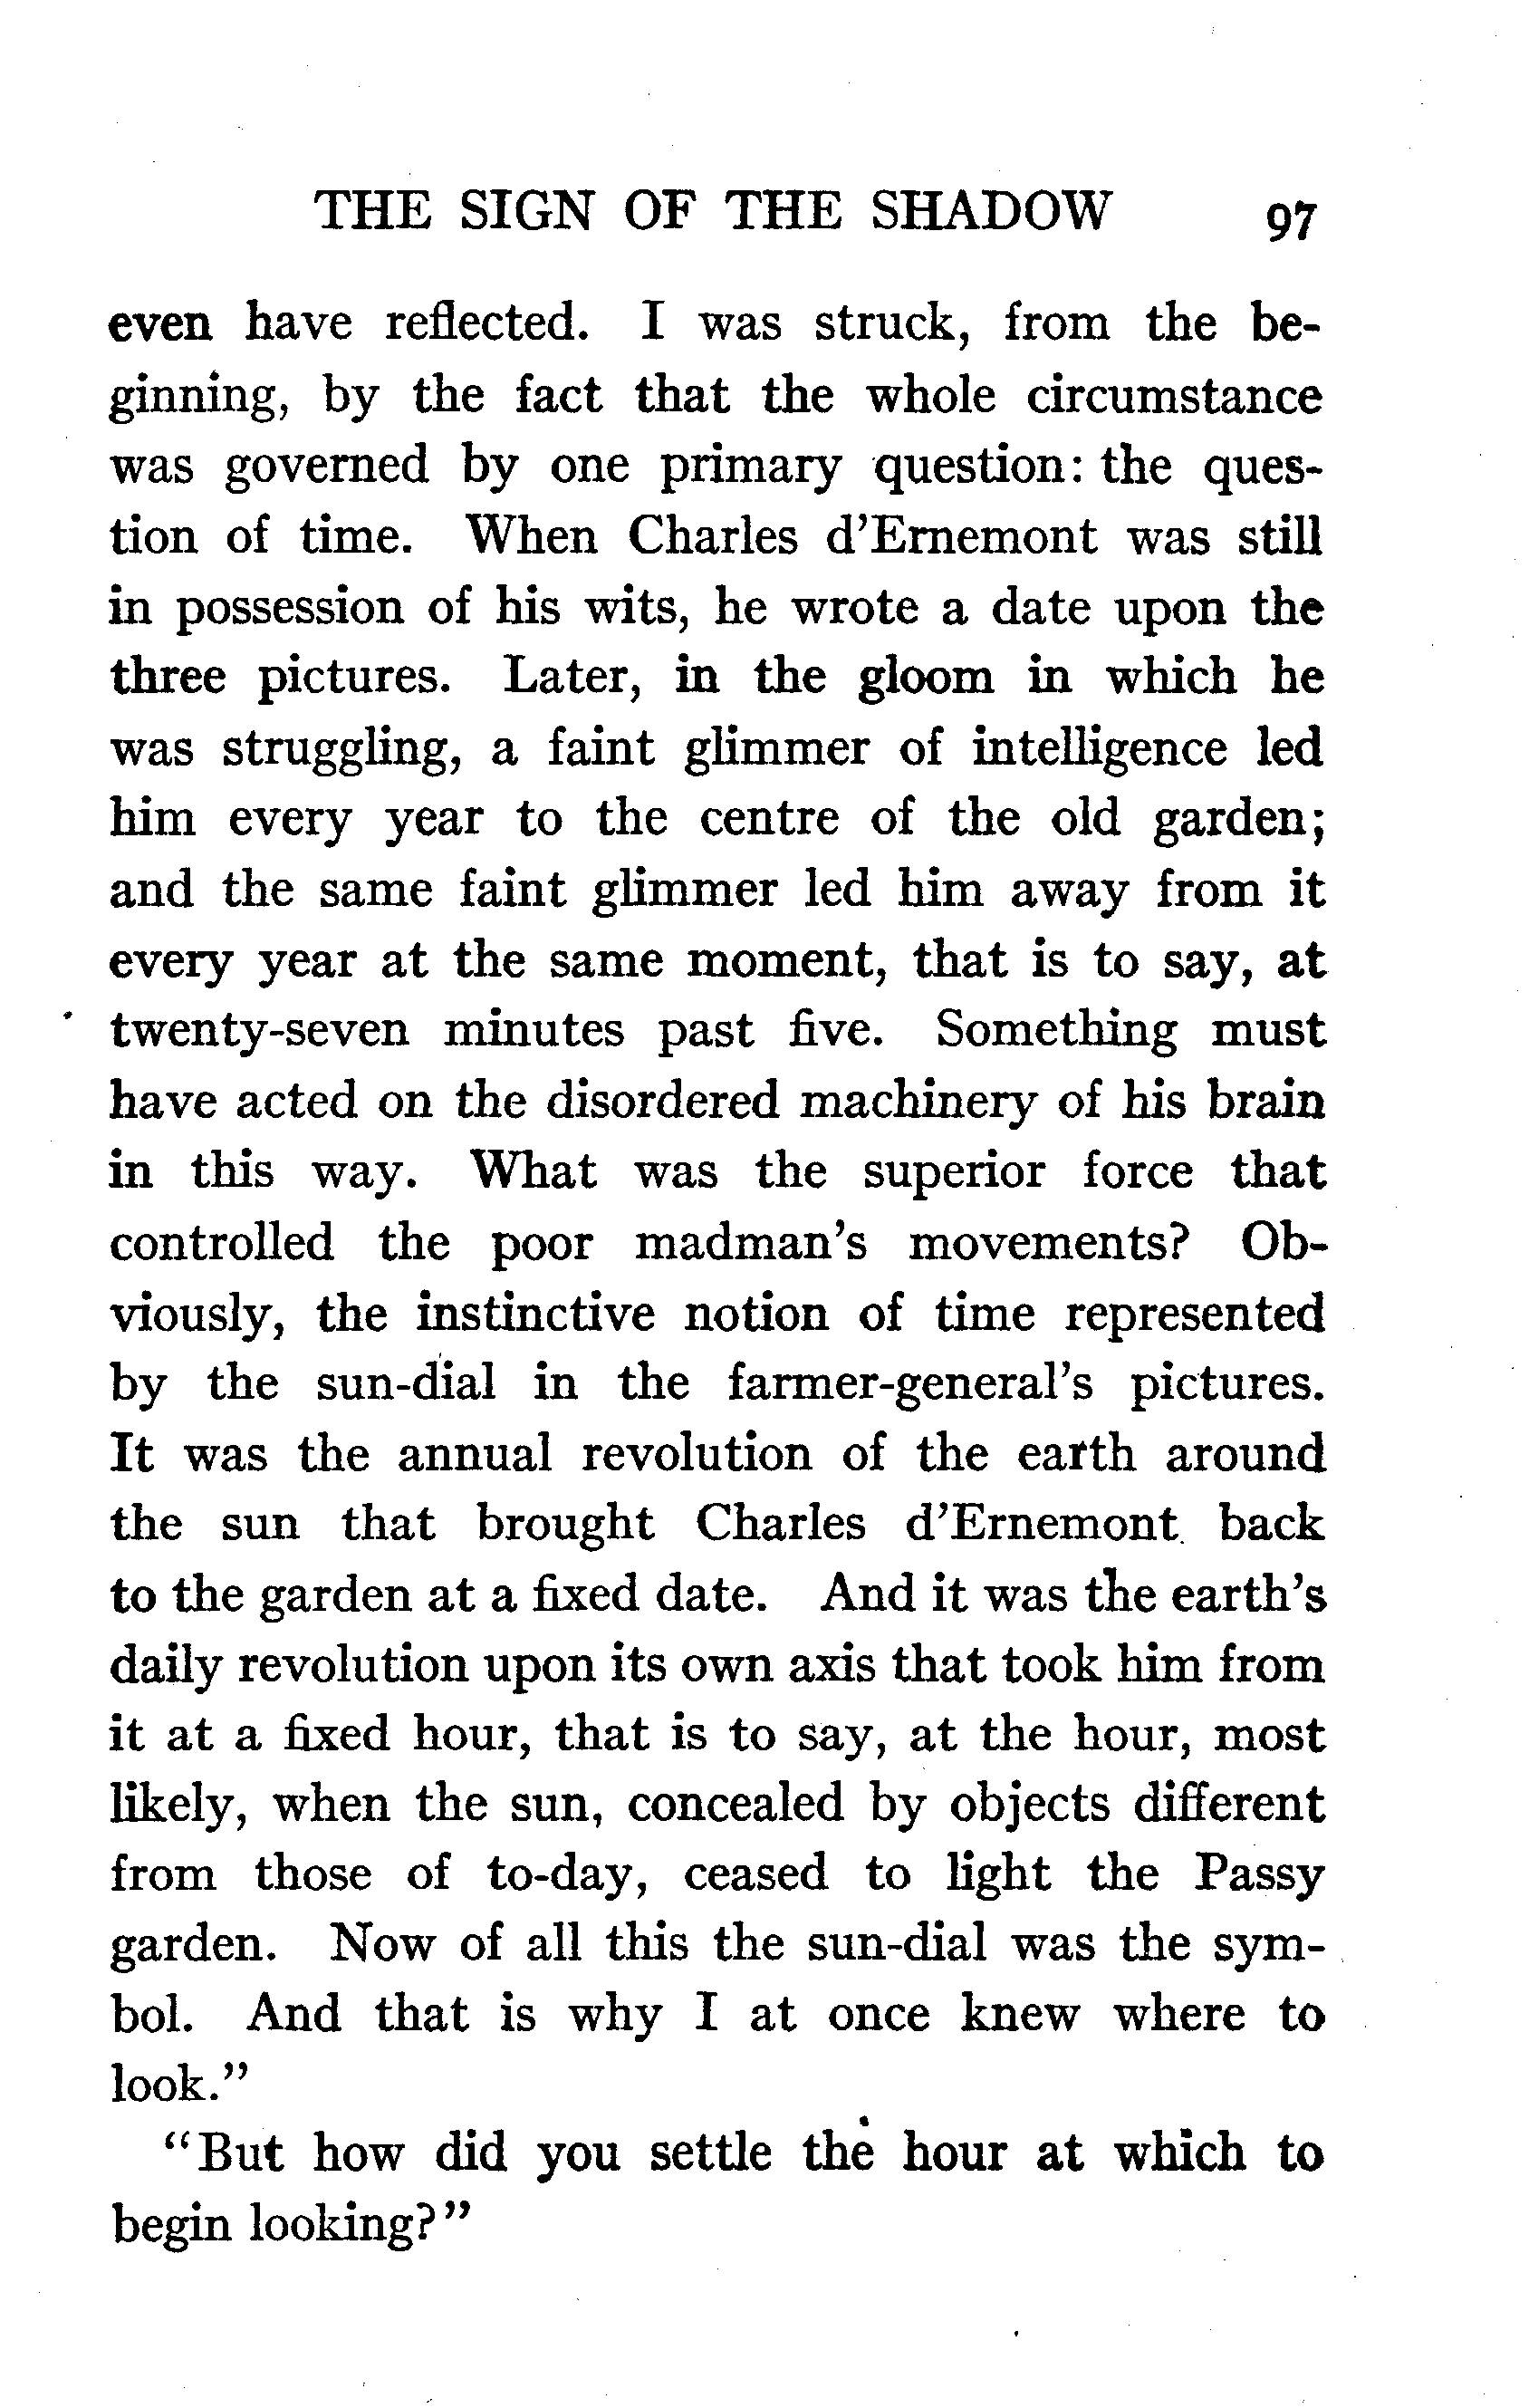 THE SIGN OF THE SHADOW 97
even have reflected. I was struck, from the be-
ginning, by the fact that the whole circumstance
was governed by one primary question: the ques-
tion of time. When Charles d'Ernemont was still
in possession of his wits, he wrote a date upon the
three pictures. Later, in the gloom in which he
was struggling, a faint glimmer of intelligence led
him every year to the centre of the old garden;
and the same faint glimmer led him away from it
every year at the same moment, that is to say, at
twenty-seven minutes past five. Something must
have acted on the disordered machinery of his brain
in this way. What was the superior force that
controlled the poor madman's movements? Ob-
viously, the instinctive notion of time represented
by the sun-dial in the farmer-general's pictures.
It was the annual revolution of the earth around
the sun that brought Charles d'Ernemont back
to the garden at a fixed date. And it was the earth's
daily revolution upon its own axis that took him from
it at a fixed hour, that is to say, at the hour, most
likely, when the sun, concealed by objects different
from those of to-day, ceased to light the Passy
garden. Now of all this the sun-dial was the sym-
bol. And that is why I at once knew where to
look."
"But how did you settle the hour at which to
begin looking?"